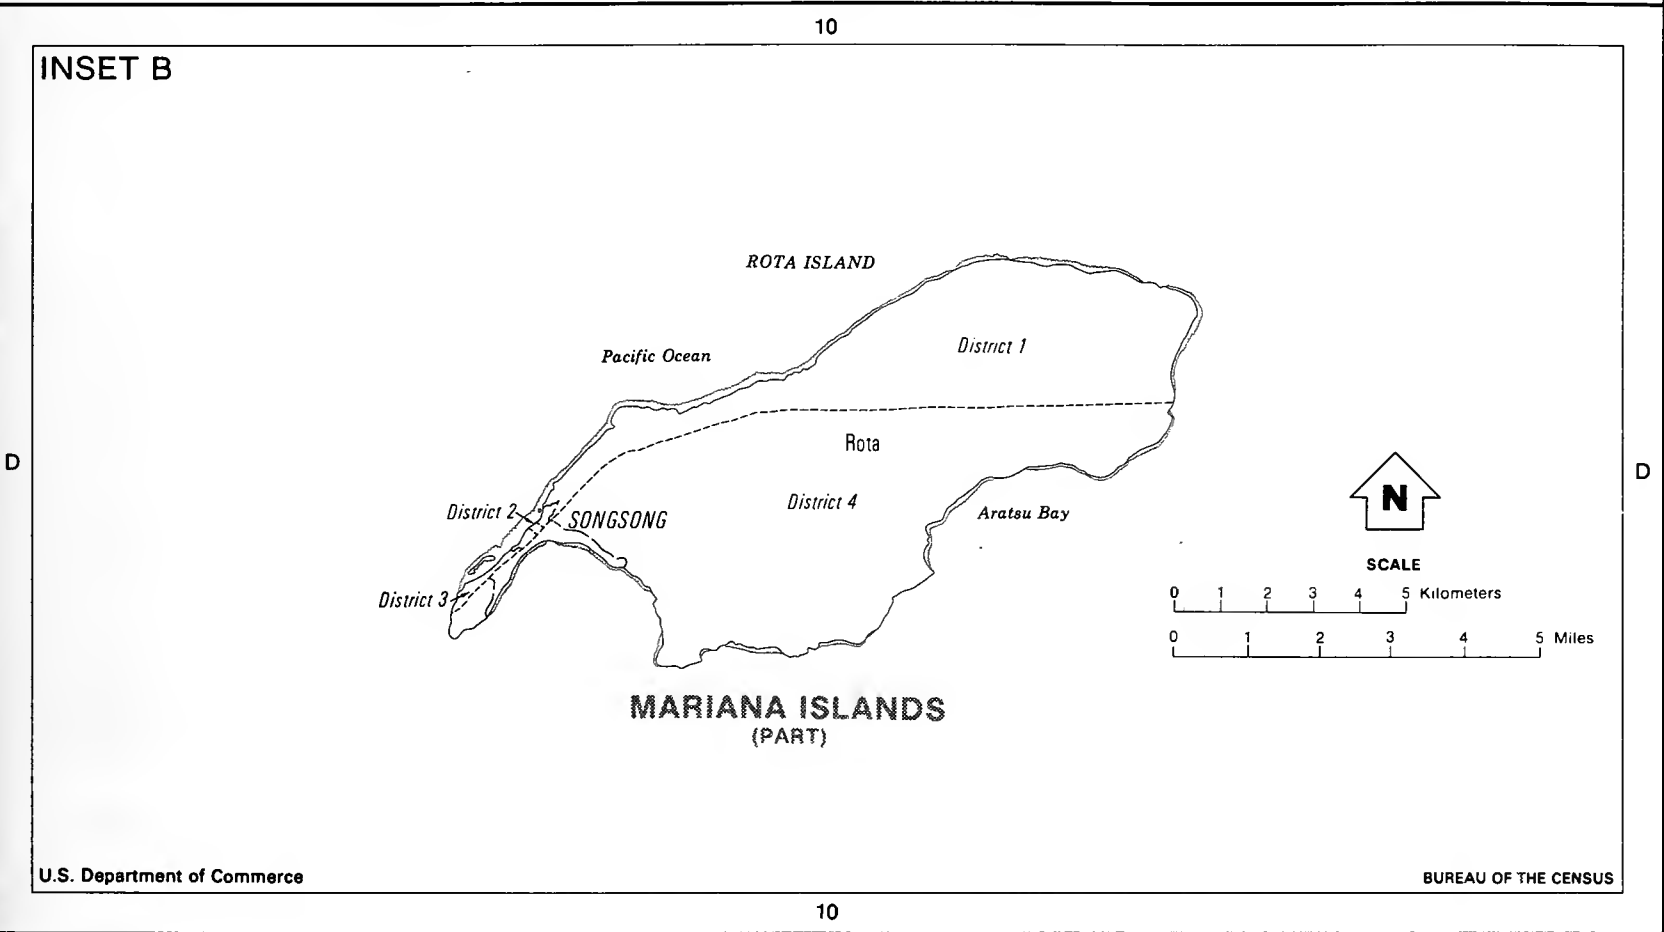 10
INSET B
ROTA ISLAND
Pacific Ocean
District 1
Rota
D
D
District 2
SONGSONG
District 4
Aratsu Bay
N
SCALE
District 3
0 1 2 3 4 5 Kilometers
0 1 2 3 4 5 Miles
MARIANA ISLANDS
(PART)
U.S. Department of Commerce
BUREAU OF THE CENSUS
10